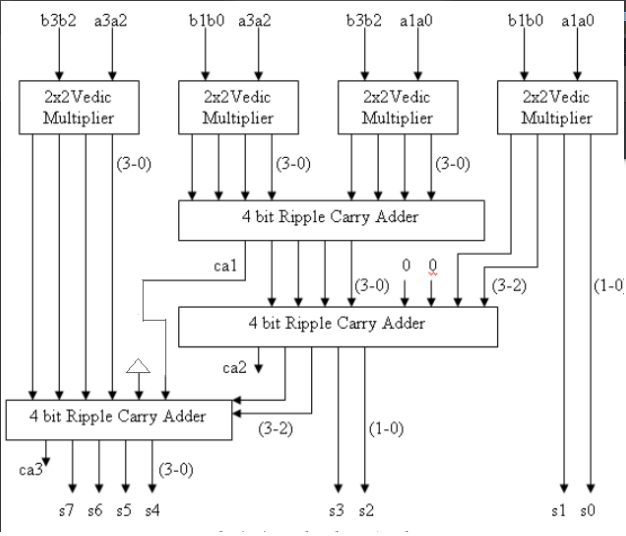 b3b2 a3a2 b1b0 a3a2 b3b2 a1a0 b1b0 a1a0
2x2Vedic Multiplier 2x2Vedic Multiplier 2x2Vedic Multiplier 2x2Vedic Multiplier
(3-0) (3-0) (3-0)
4 bit Ripple Carry Adder
ca1 0 0
(3-0) (3-2) (1-0)
4 bit Ripple Carry Adder
ca2
4 bit Ripple Carry Adder
(3-2) (1-0)
ca3 (3-0)
s7 s6 s5 s4 s3 s2 s1 s0